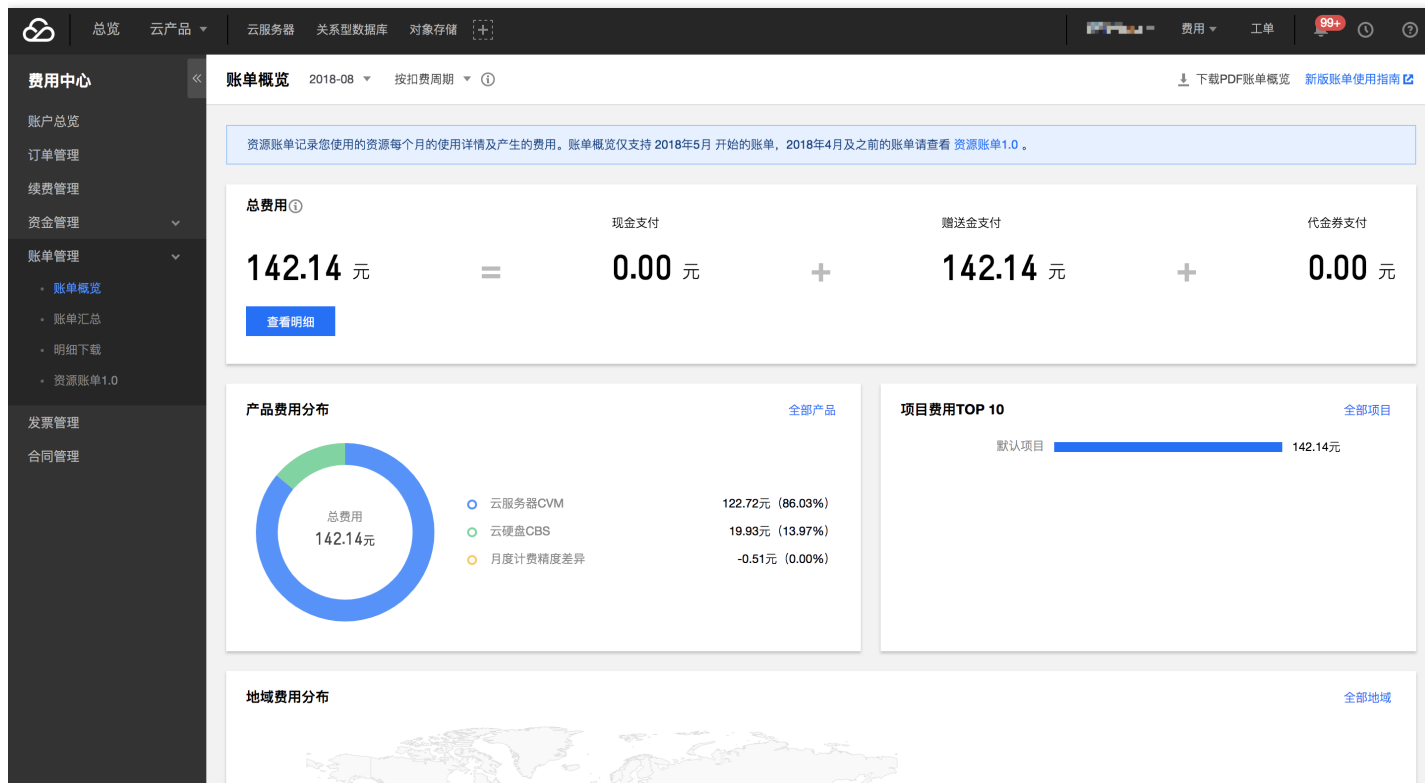 总览 云产品 云服务器 关系型数据库 对象存储 费用 工单 99+
费用中心
账户总览
订单管理
续费管理
资金管理
账单管理
账单概览
账单汇总
明细下载
资源账单1.0
发票管理
合同管理
账单概览 2018-08 按扣费周期 下载PDF账单概览 新版账单使用指南
资源账单记录您使用的资源每个月的使用详情及产生的费用。账单概览仅支持 2018年5月 开始的账单，2018年4月及之前的账单请查看 资源账单1.0 。
总费用 现金支付 赠送金支付 代金券支付
142.14 元 = 0.00 元 + 142.14 元 + 0.00 元
查看明细
产品费用分布 全部产品
总费用
142.14元
云服务器CVM 122.72元（86.03%）
云硬盘CBS 19.93元（13.97%）
月度计费精度差异 -0.51元（0.00%）
项目费用TOP 10 全部项目
默认项目 142.14元
地域费用分布 全部地域